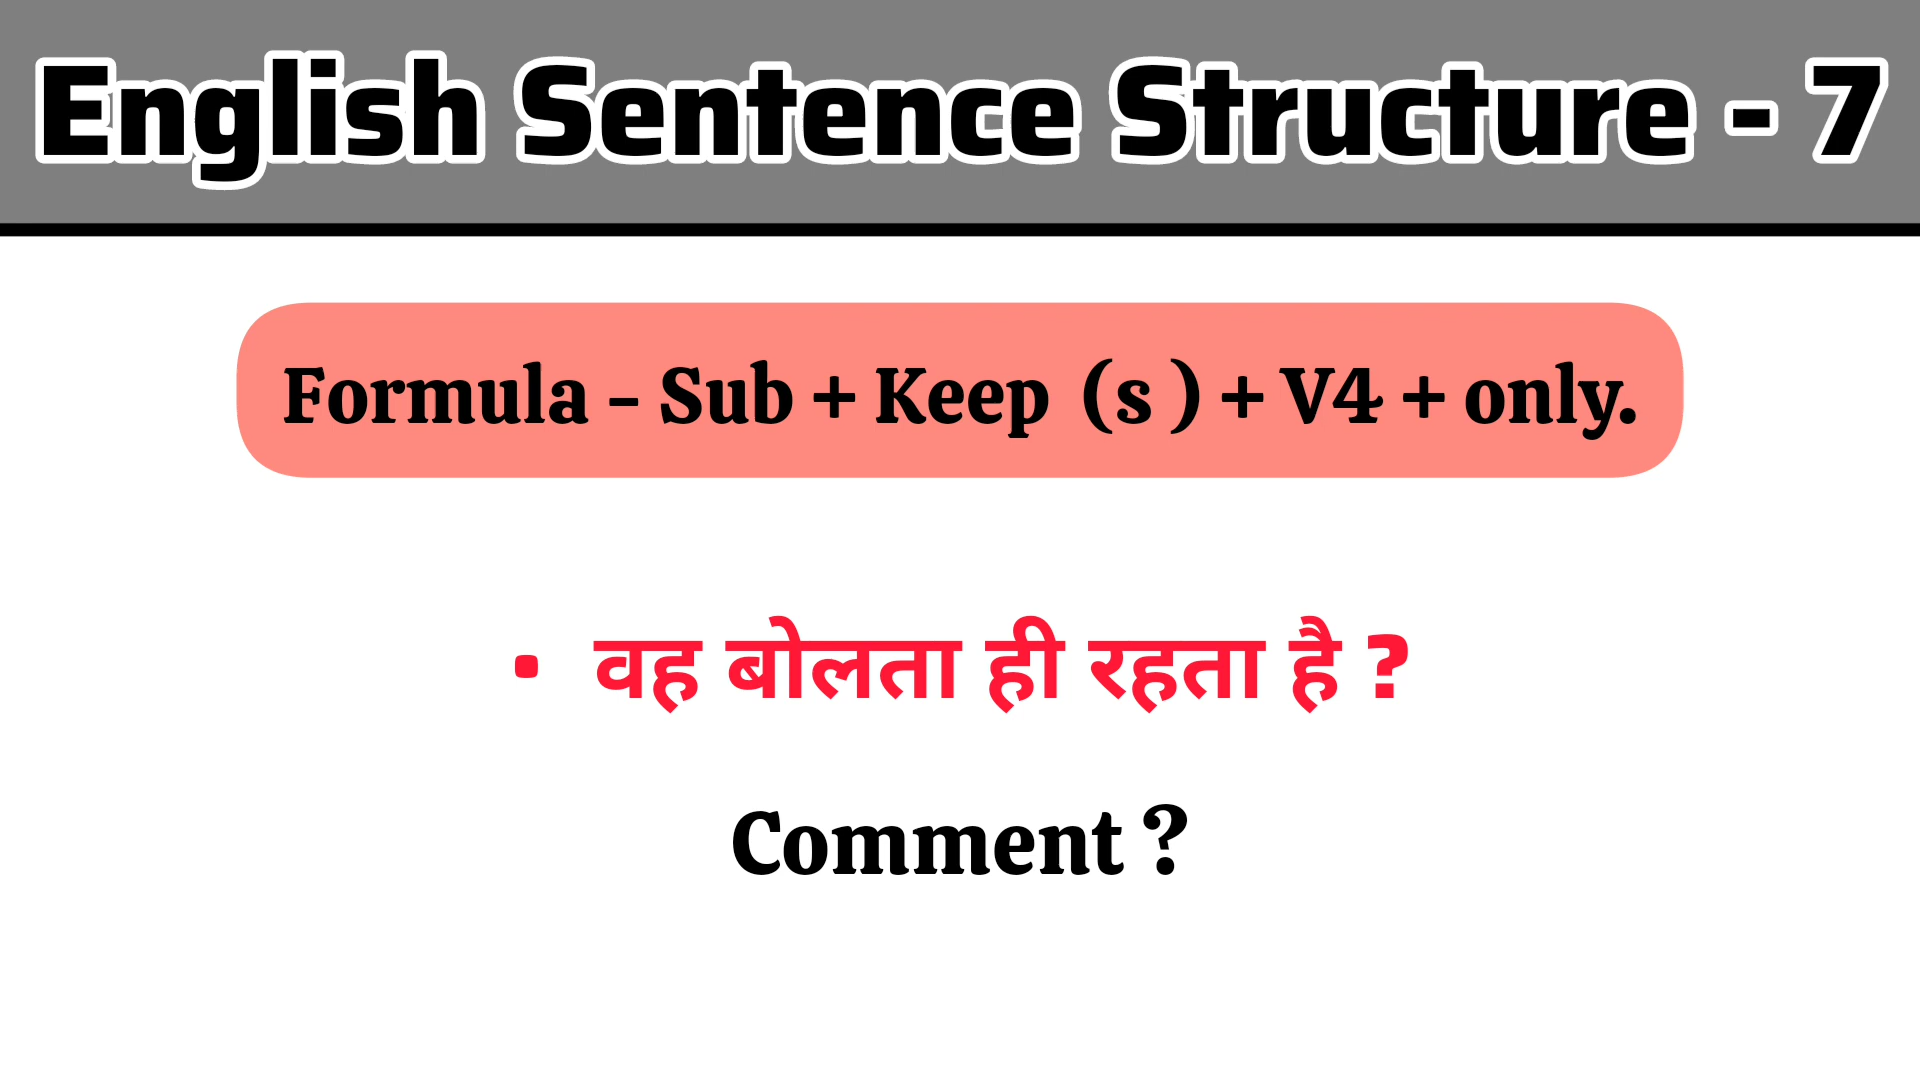 English Sentence Structure - 7
Formula - Sub + Keep (s ) + V4 + only.
• वह बोलता ही रहता है ?
Comment ?